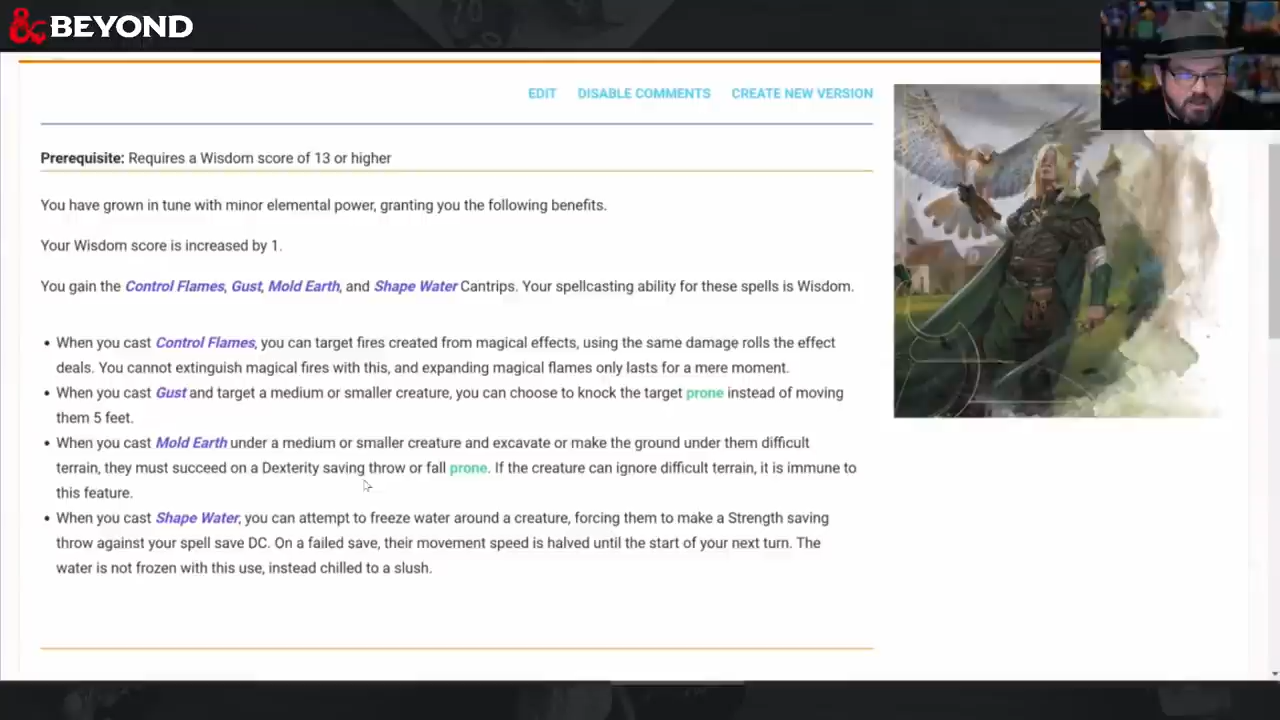 & BEYOND
EDIT DISABLE COMMENTS CREATE NEW VERSION
Prerequisite: Requires a Wisdom score of 13 or higher
You have grown in tune with minor elemental power, granting you the following benefits.
Your Wisdom score is increased by 1.
You gain the Control Flames, Gust, Mold Earth, and Shape Water Cantrips. Your spellcasting ability for these spells is Wisdom.
• When you cast Control Flames, you can target fires created from magical effects, using the same damage rolls the effect
deals. You cannot extinguish magical fires with this, and expanding magical flames only lasts for a mere moment.
• When you cast Gust and target a medium or smaller creature, you can choose to knock the target prone instead of moving
them 5 feet.
• When you cast Mold Earth under a medium or smaller creature and excavate or make the ground under them difficult
terrain, they must succeed on a Dexterity saving throw or fall prone. If the creature can ignore difficult terrain, it is immune to
this feature.
• When you cast Shape Water, you can attempt to freeze water around a creature, forcing them to make a Strength saving
throw against your spell save DC. On a failed save, their movement speed is halved until the start of your next turn. The
water is not frozen with this use, instead chilled to a slush.